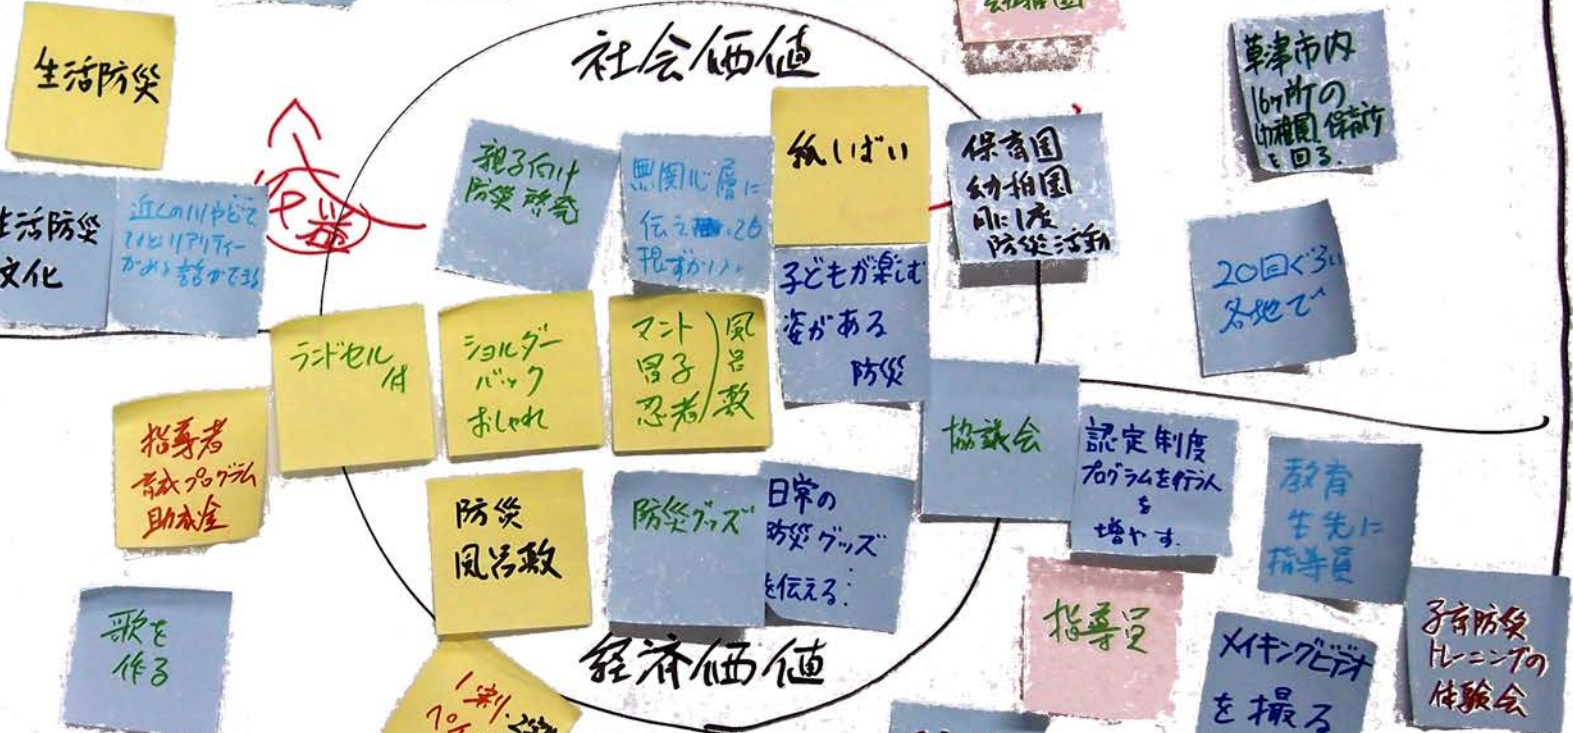 社会価値
生活防災
生活防災
文化
近くの川やどて
リアリティー
がある話ができる
親子向け
防災啓発
無関心層に
伝え
紙しばい
保育園
幼稚園
月に1度
防災活動
草津市内
16ヶ所の
幼稚園、保育所
を回る.
20回ぐらい
各地で
子どもが楽しむ
姿がある
防災
ランドセル
付
ショルダー
バック
おしゃれ
マント
帽子
忍者
風呂敷
指導者
育成プログラム
助成金
防災
風呂敷
防災グッズ
日常の
防災グッズ
を伝える.
協議会
認定制度
プログラムを行う人
を
増やす.
教育
先生に
指導員
指導員
歌を
作る
経済価値
メイキングビデオ
を撮る
子育防災
トレーニングの
体験会
1割